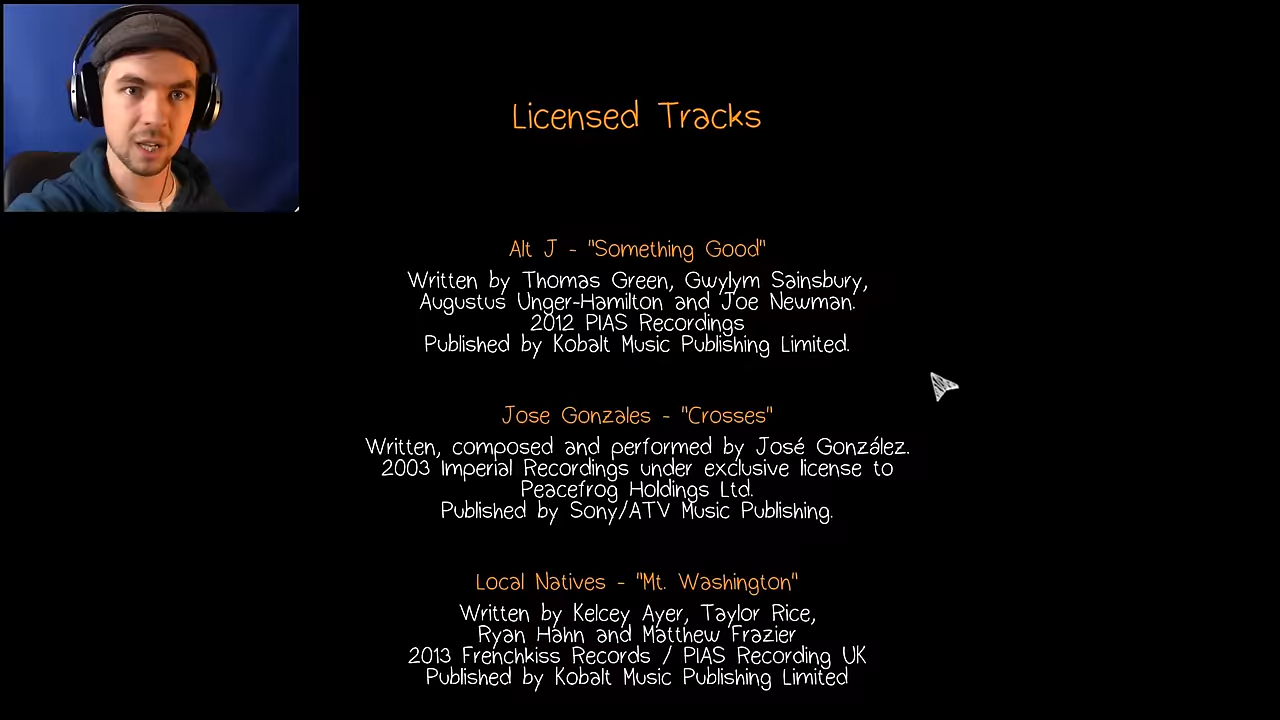 Licensed Tracks
Alt J - "Something Good"
Written by Thomas Green, Gwylym Sainsbury,
Augustus Unger-Hamilton and Joe Newman.
2012 PIAS Recordings
Published by Kobalt Music Publishing Limited.
Jose Gonzales - "Crosses"
Written, composed and performed by José González.
2003 Imperial Recordings under exclusive license to
Peacefrog Holdings Ltd.
Published by Sony/ATV Music Publishing.
Local Natives - "Mt. Washington"
Written by Kelcey Ayer, Taylor Rice,
Ryan Hahn and Matthew Frazier
2013 Frenchkiss Records / PIAS Recording UK
Published by Kobalt Music Publishing Limited